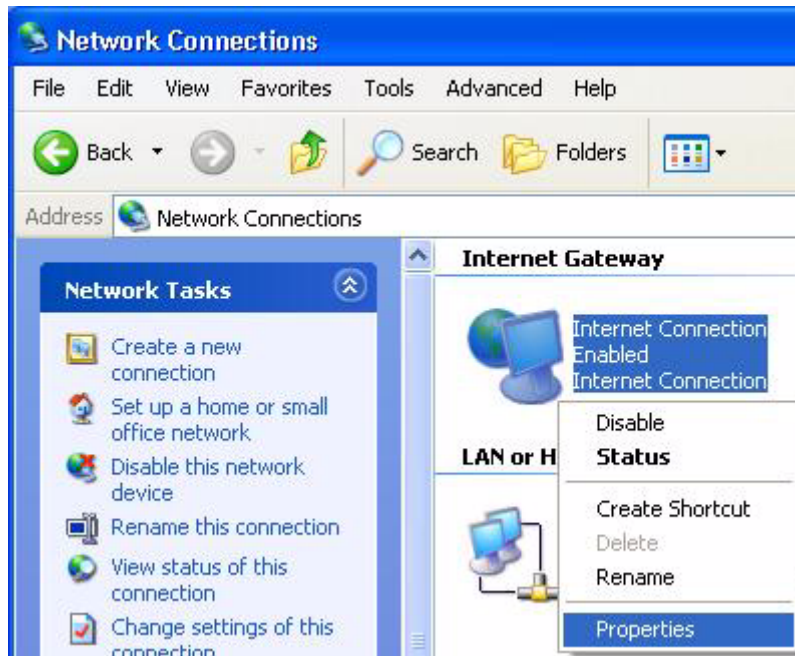 Network Connections
File Edit View Favorites Tools Advanced Help
Back Search Folders
Address Network Connections
Network Tasks
Create a new
connection
Set up a home or small
office network
Disable this network
device
Rename this connection
View status of this
connection
Change settings of this
connection
Internet Gateway
Internet Connection
Enabled
Internet Connection
LAN or H
Disable
Status
Create Shortcut
Delete
Rename
Properties